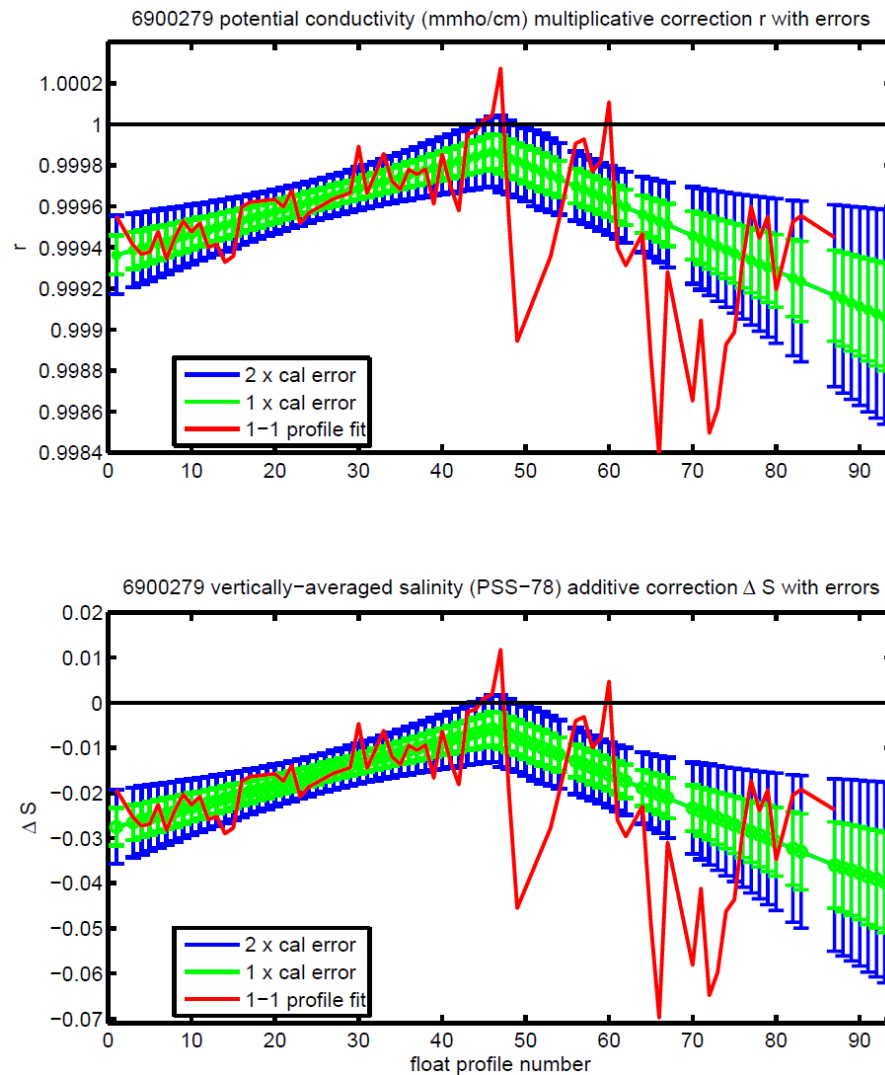 6900279 potential conductivity (mmho/cm) multiplicative correction r with errors
1.0002
1
0.9998
0.9996
0.9994
0.9992
0.999
0.9988
0.9986
0.9984
r
2 x cal error
1 x cal error
1−1 profile fit
0 10 20 30 40 50 60 70 80 90
6900279 vertically−averaged salinity (PSS−78) additive correction Δ S with errors
0.02
0.01
0
−0.01
−0.02
−0.03
−0.04
−0.05
−0.06
−0.07
Δ S
2 x cal error
1 x cal error
1−1 profile fit
0 10 20 30 40 50 60 70 80 90
float profile number